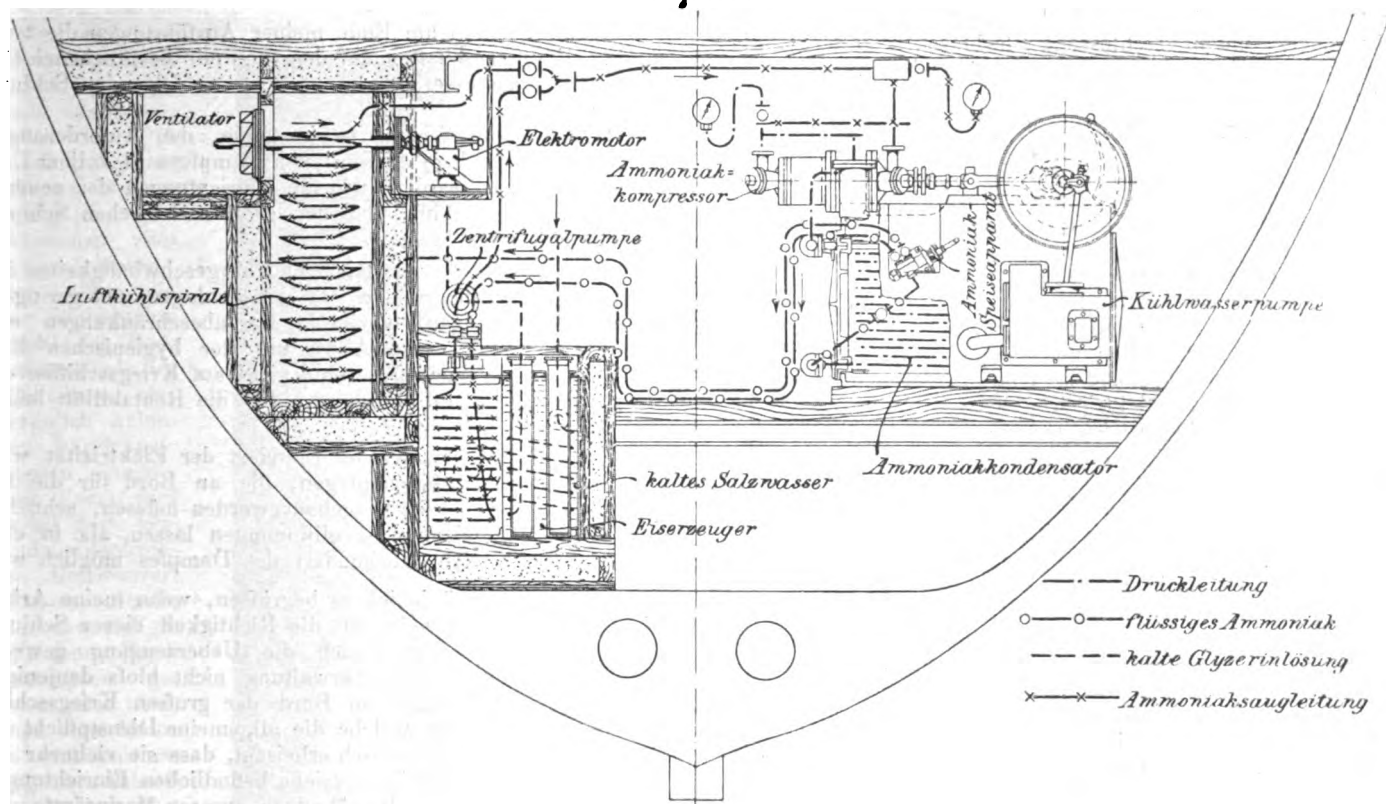 Ventilator
Elektromotor
Ammoniak=
kompressor
Zentrifugalpumpe
Luftkühlspirale
Ammoniak-
Speiseapparat
Kühlwasserpumpe
Ammoniakkondensator
kaltes Salzwasser
Eiserzeuger
Druckleitung
flüssiges Ammoniak
kalte Glyzerinlösung
Ammoniaksaugleitung